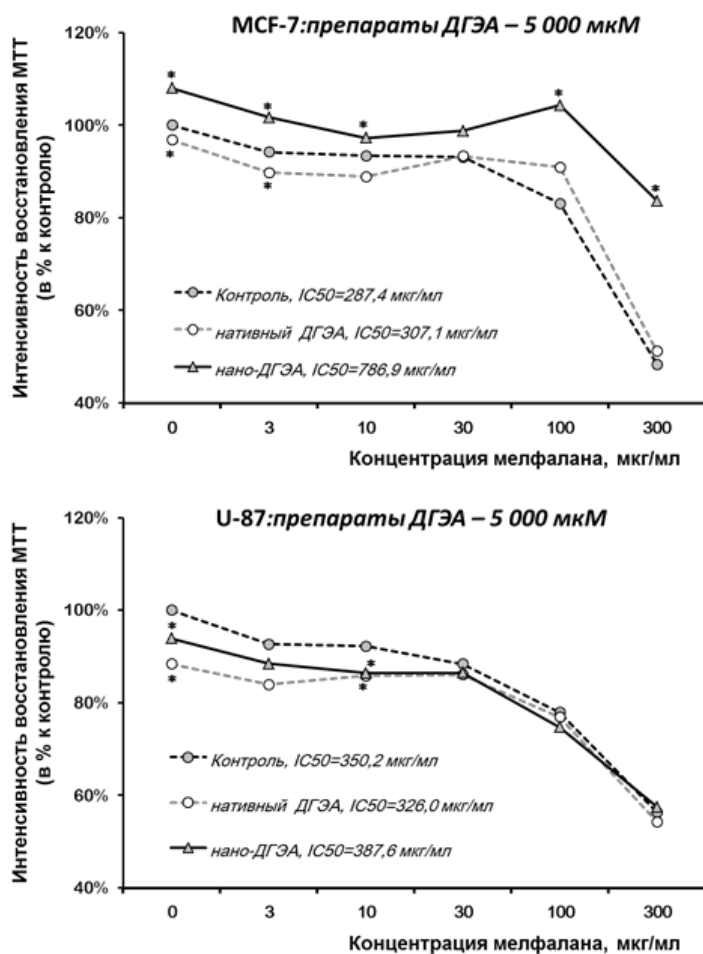 MCF-7:препараты ДГЭА – 5 000 мкМ
Интенсивность восстановления МТТ
(в % к контролю)
120%
100%
80%
60%
40%
*
*
*
*
*
*
*
Контроль, IC50=287,4 мкг/мл
нативный ДГЭА, IC50=307,1 мкг/мл
нано-ДГЭА, IC50=786,9 мкг/мл
0 3 10 30 100 300
Концентрация мелфалана, мкг/мл
U-87:препараты ДГЭА – 5 000 мкМ
Интенсивность восстановления МТТ
(в % к контролю)
120%
100%
80%
60%
40%
*
*
*
*
Контроль, IC50=350,2 мкг/мл
нативный ДГЭА, IC50=326,0 мкг/мл
нано-ДГЭА, IC50=387,6 мкг/мл
0 3 10 30 100 300
Концентрация мелфалана, мкг/мл